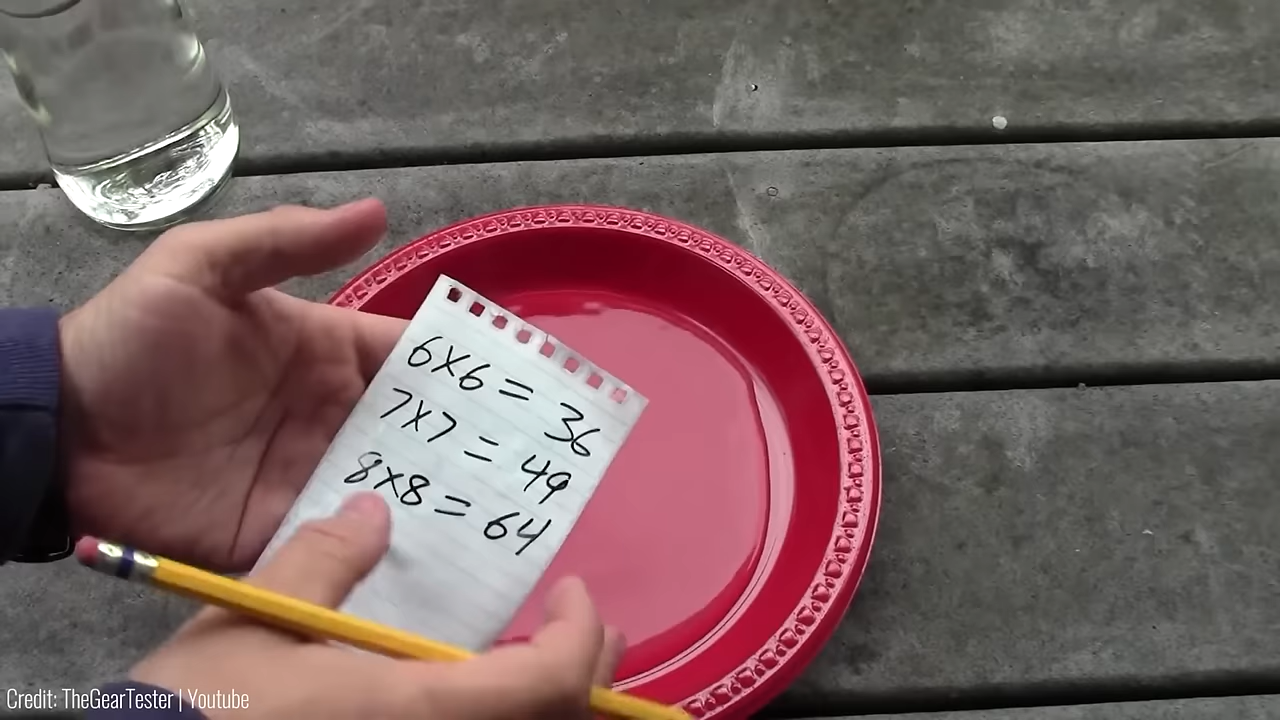 6x6 = 36
7x7 = 49
8x8 = 64
Credit: TheGearTester | Youtube